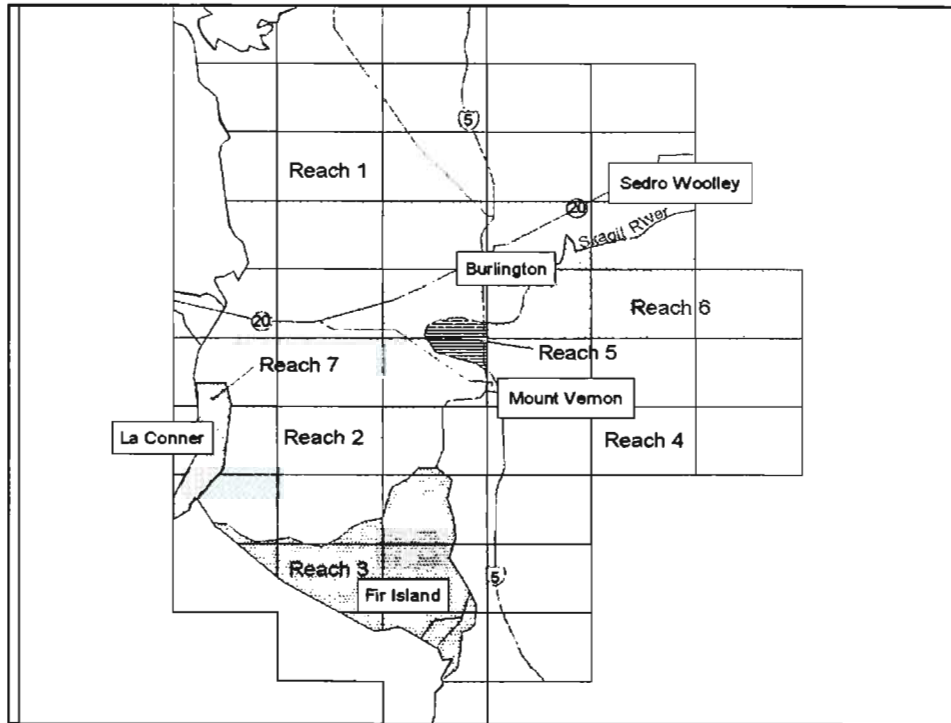 5
Reach 1
Sedro Woolley
20
Skagit River
Burlington
Reach 6
20
Reach 5
Reach 7
Mount Vernon
La Conner
Reach 2
Reach 4
Reach 3
Fir Island
5